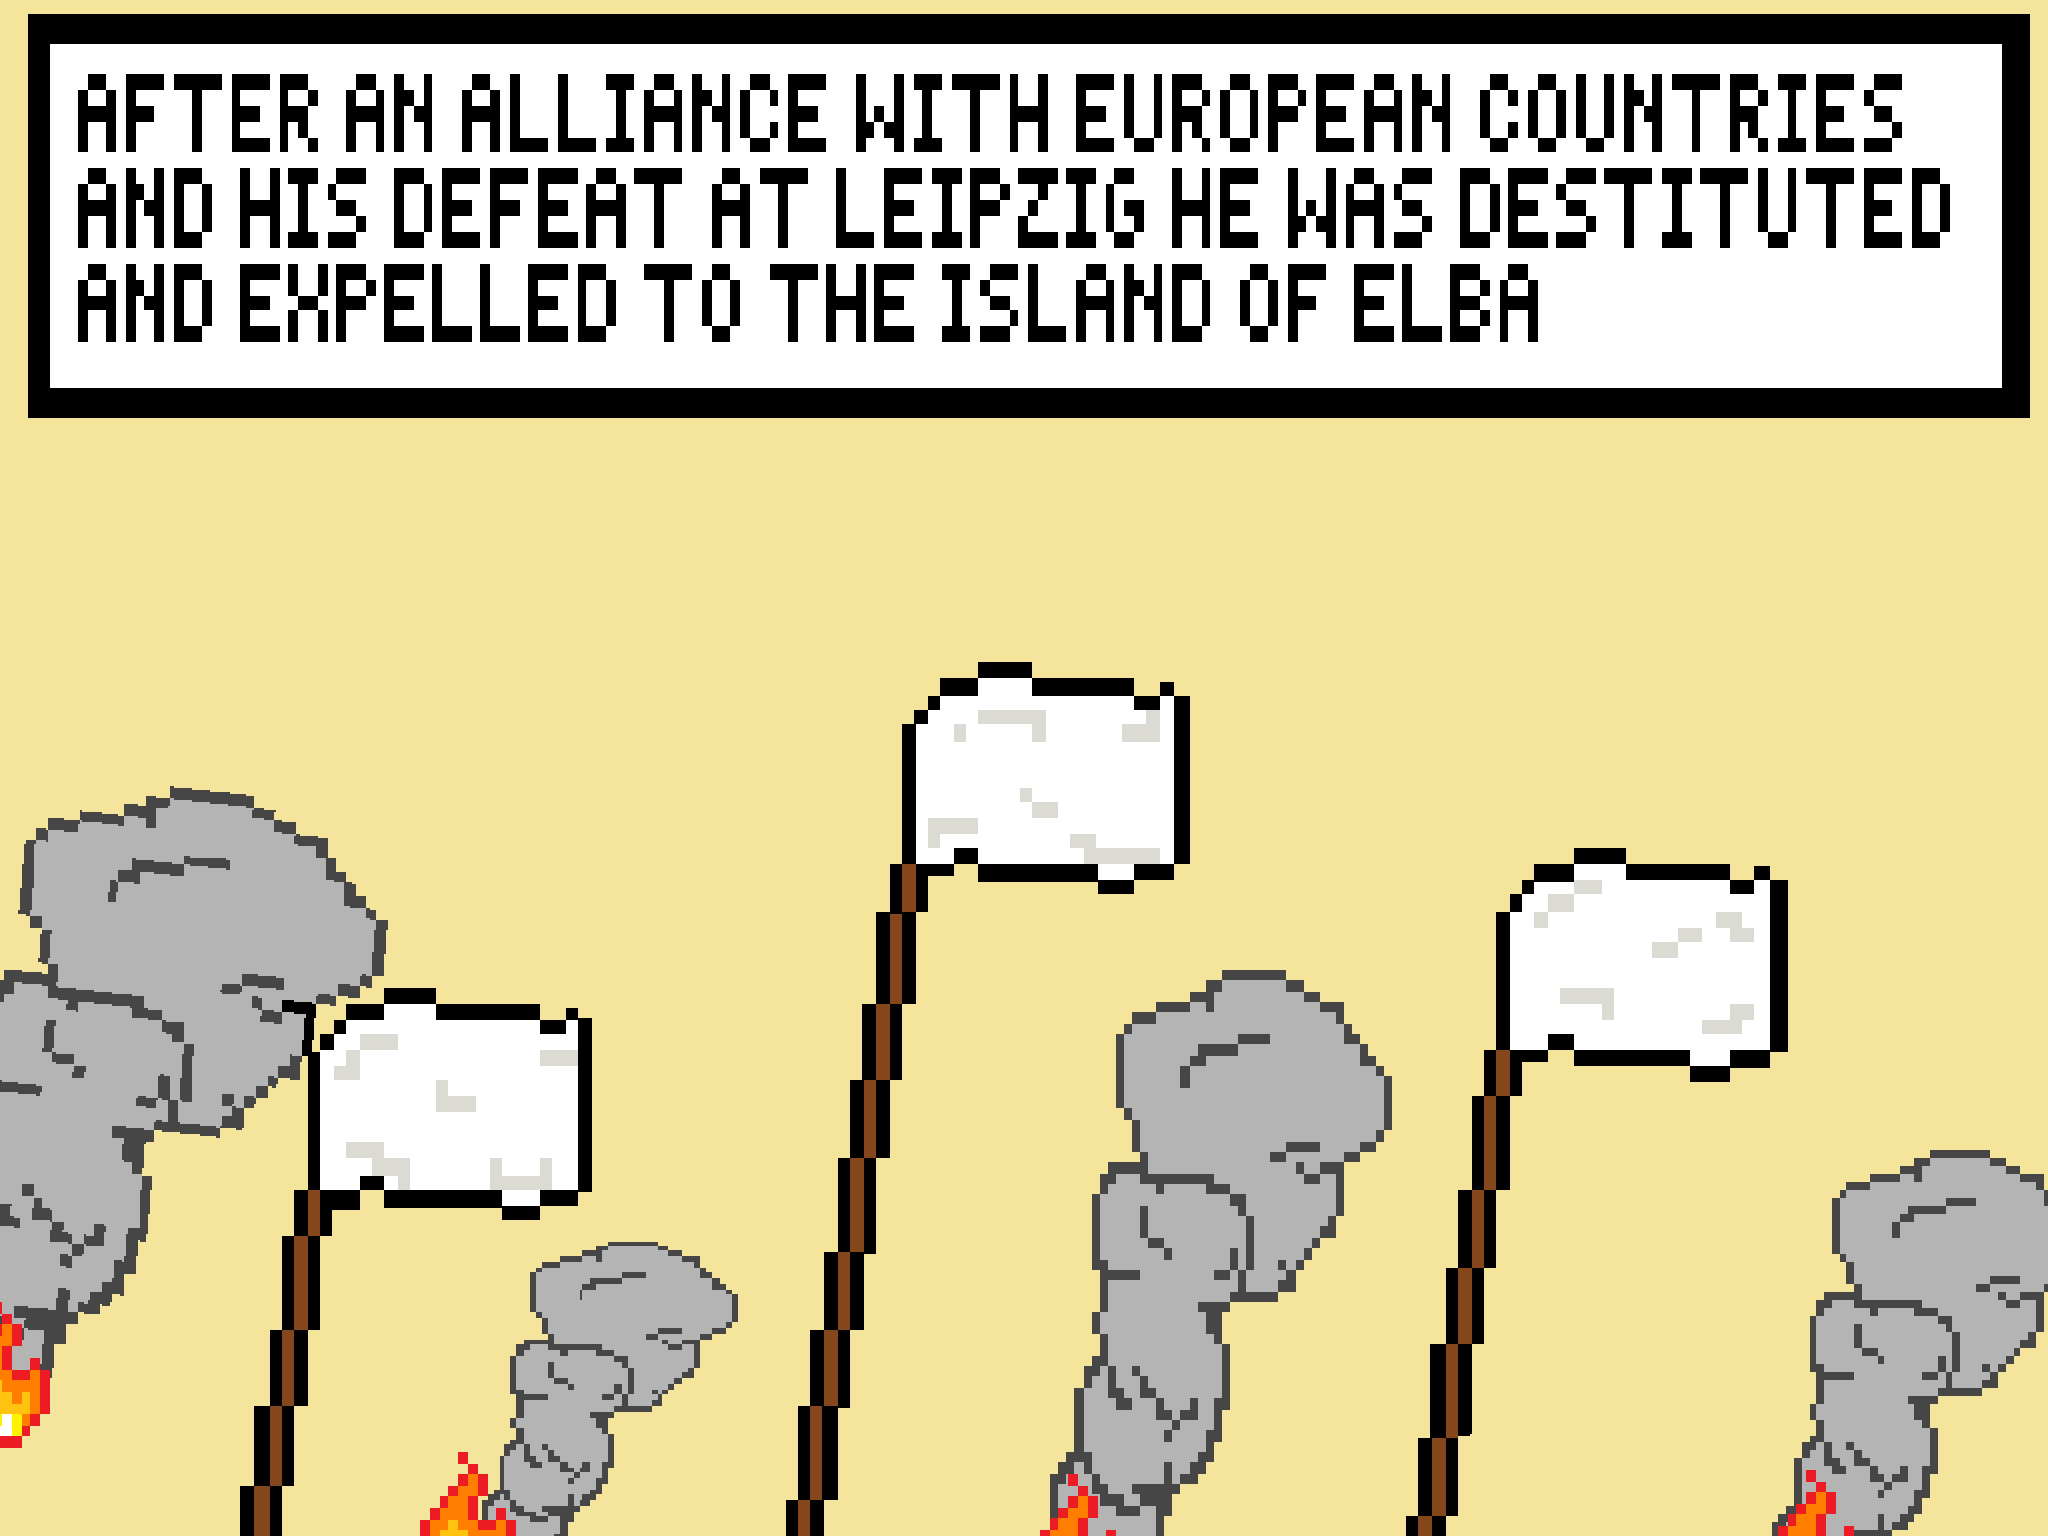 AFTER AN ALLIANCE WITH EUROPEAN COUNTRIES
AND HIS DEFEAT AT LEIPZIG HE WAS DESTITUTED
AND EXPELLED TO THE ISLAND OF ELBA